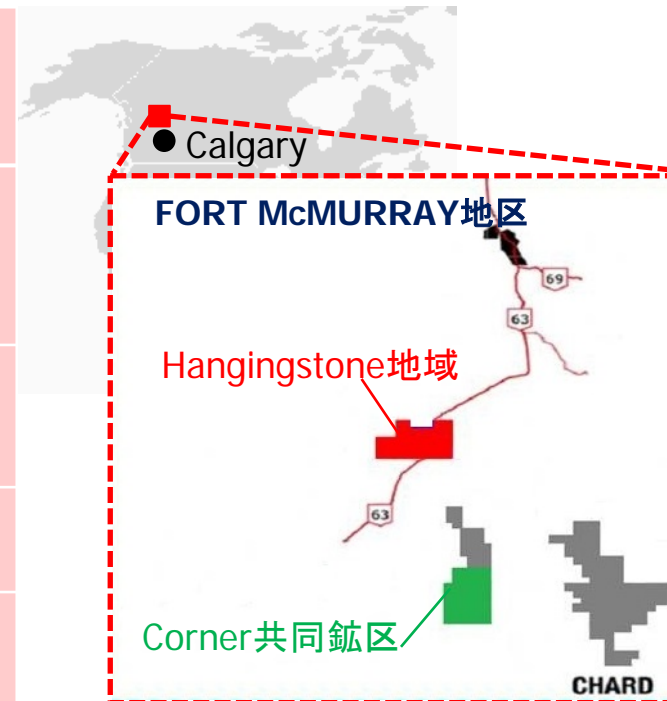 Calgary
FORT McMURRAY地区
69
63
Hangingstone地域
63
Corner共同鉱区
CHARD